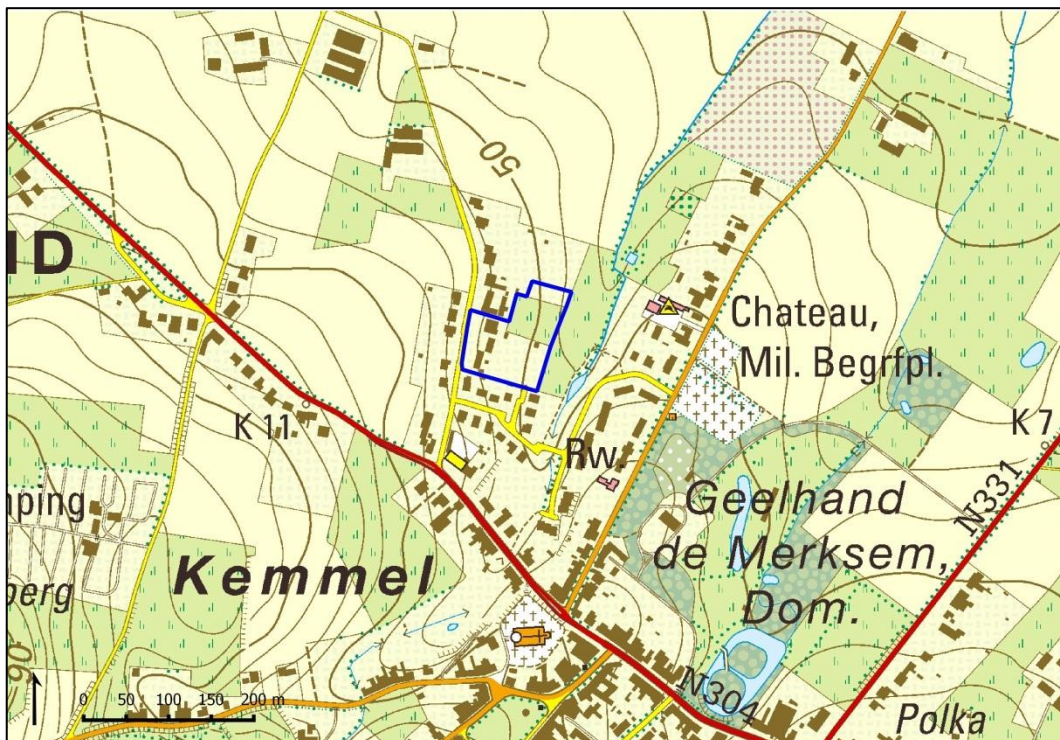 50
ID
Chateau,
Mil. Begrfpl.
K 11
K 7
Rw.
N331
Geelhand
de Merksem,
Dom.
Kemmel
mping
berg
90
0 50 100 150 200 m
N304
Polka